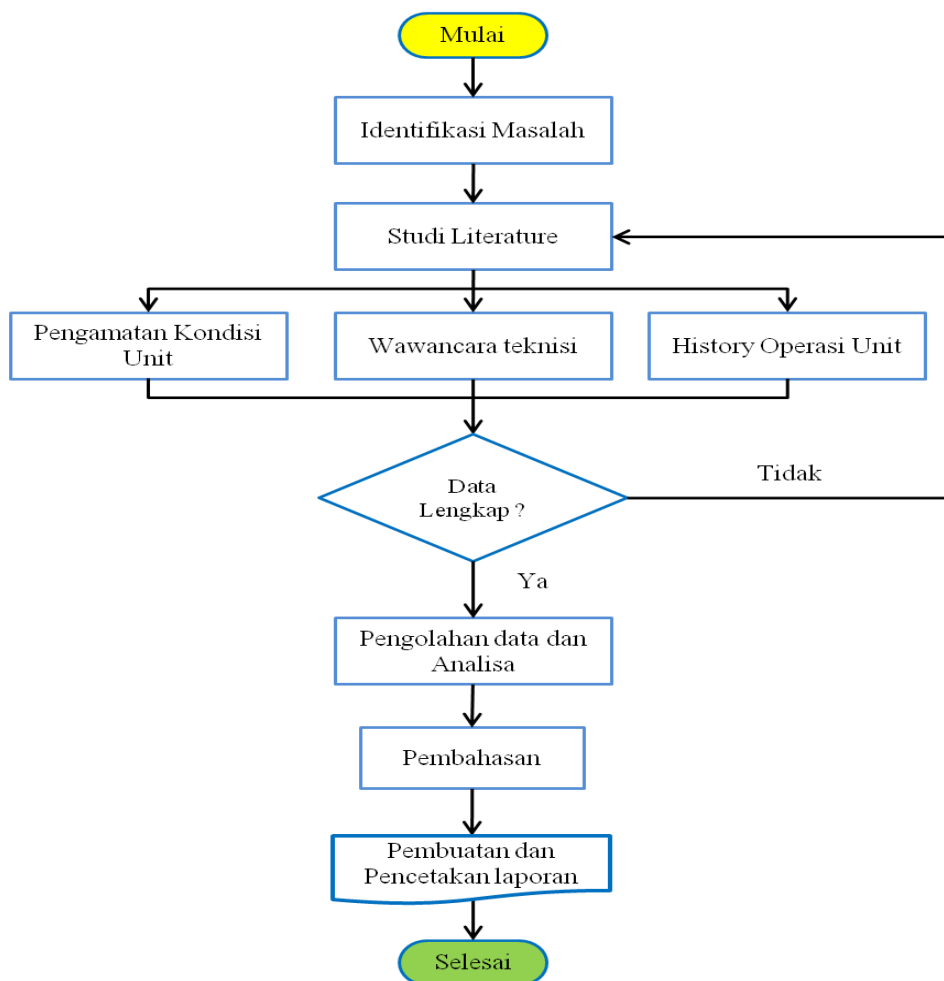 Mulai
Identifikasi Masalah
Studi Literature
Pengamatan Kondisi
Unit
Wawancara teknisi
History Operasi Unit
Data
Lengkap ?
Tidak
Ya
Pengolahan data dan
Analisa
Pembahasan
Pembuatan dan
Pencetakan laporan
Selesai